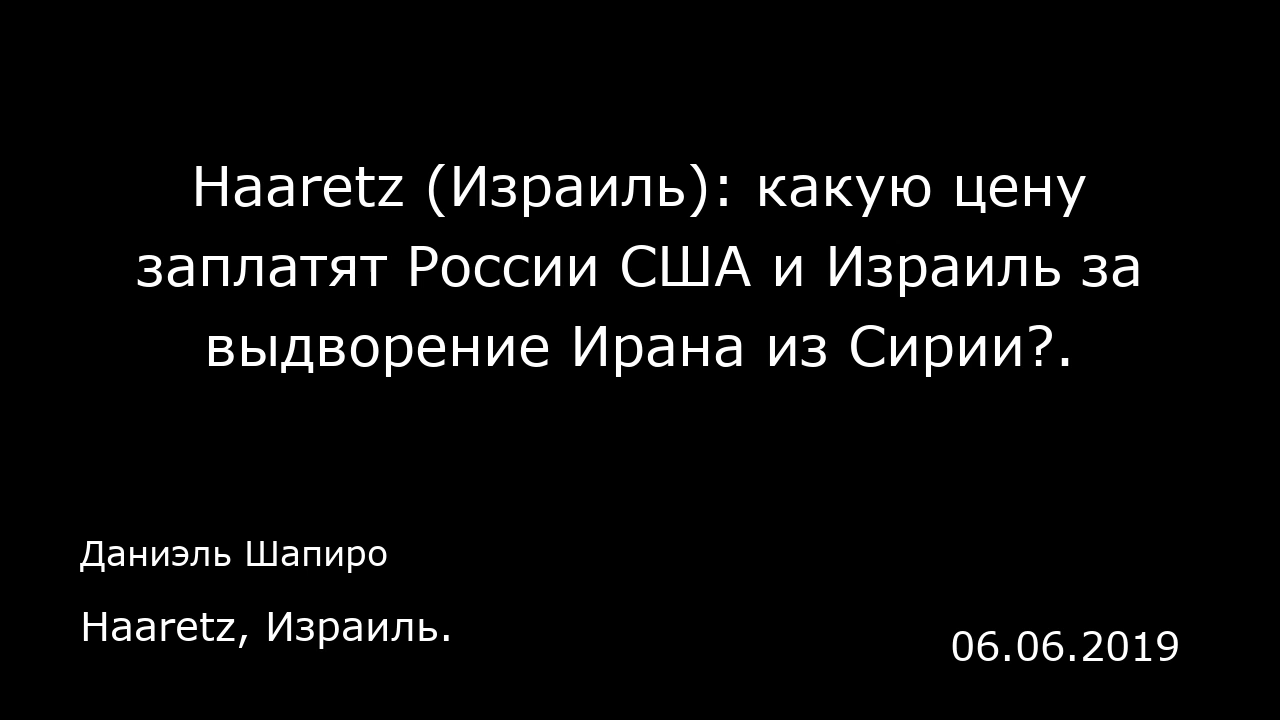 Haaretz (Израиль): какую цену
заплатят России США и Израиль за
выдворение Ирана из Сирии?.
Даниэль Шапиро
Haaretz, Израиль.
06.06.2019